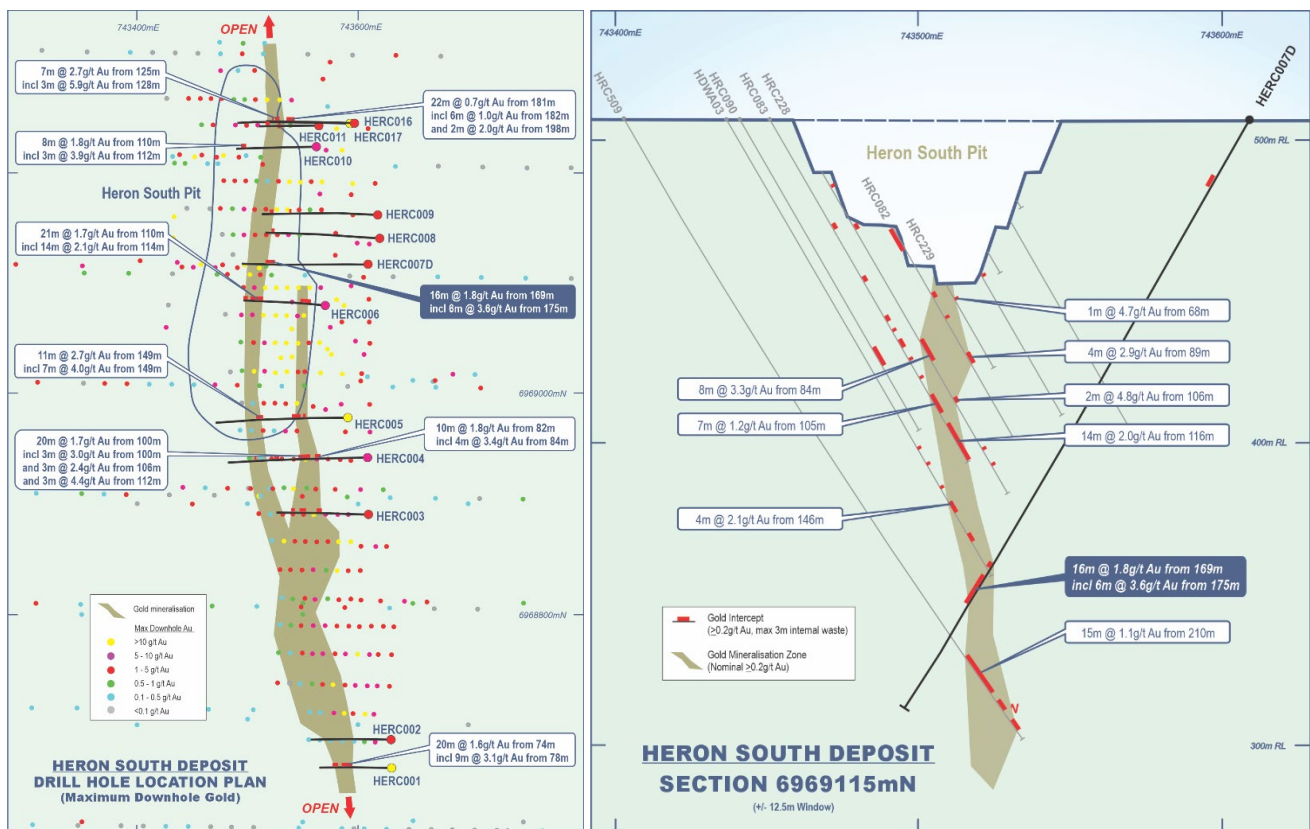 743400mE
743600mE
OPEN
7m @ 2.7g/t Au from 125m
incl 3m @ 5.9g/t Au from 128m
22m @ 0.7g/t Au from 181m
incl 6m @ 1.0g/t Au from 182m
and 2m @ 2.0g/t Au from 198m
HERC016
HERC017
HERC011
HERC010
8m @ 1.8g/t Au from 110m
incl 3m @ 3.9g/t Au from 112m
Heron South Pit
HERC009
HERC008
21m @ 1.7g/t Au from 110m
incl 14m @ 2.1g/t Au from 114m
HERC007D
16m @ 1.8g/t Au from 169m
incl 6m @ 3.6g/t Au from 175m
HERC006
11m @ 2.7g/t Au from 149m
incl 7m @ 4.0g/t Au from 149m
6969000mN
HERC005
20m @ 1.7g/t Au from 100m
incl 3m @ 3.0g/t Au from 100m
and 3m @ 2.4g/t Au from 106m
and 3m @ 4.4g/t Au from 112m
10m @ 1.8g/t Au from 82m
incl 4m @ 3.4g/t Au from 84m
HERC004
HERC003
Gold mineralisation
Max Downhole Au
>10 g/t Au
5 - 10 g/t Au
1 - 5 g/t Au
0.5 - 1 g/t Au
0.1 - 0.5 g/t Au
<0.1 g/t Au
6968800mN
HERC002
20m @ 1.6g/t Au from 74m
incl 9m @ 3.1g/t Au from 78m
HERC001
HERON SOUTH DEPOSIT
DRILL HOLE LOCATION PLAN
(Maximum Downhole Gold)
OPEN
743400mE
743500mE
743600mE
HRC509
HDWA03
HRC090
HRC083
HRC228
HERC007D
500m RL
Heron South Pit
HRC082
HRC229
1m @ 4.7g/t Au from 68m
4m @ 2.9g/t Au from 89m
8m @ 3.3g/t Au from 84m
2m @ 4.8g/t Au from 106m
7m @ 1.2g/t Au from 105m
14m @ 2.0g/t Au from 116m
400m RL
4m @ 2.1g/t Au from 146m
16m @ 1.8g/t Au from 169m
incl 6m @ 3.6g/t Au from 175m
Gold Intercept
(≥0.2g/t Au, max 3m internal waste)
Gold Mineralisation Zone
(Nominal ≥0.2g/t Au)
15m @ 1.1g/t Au from 210m
N
HERON SOUTH DEPOSIT
SECTION 6969115mN
(+/- 12.5m Window)
300m RL